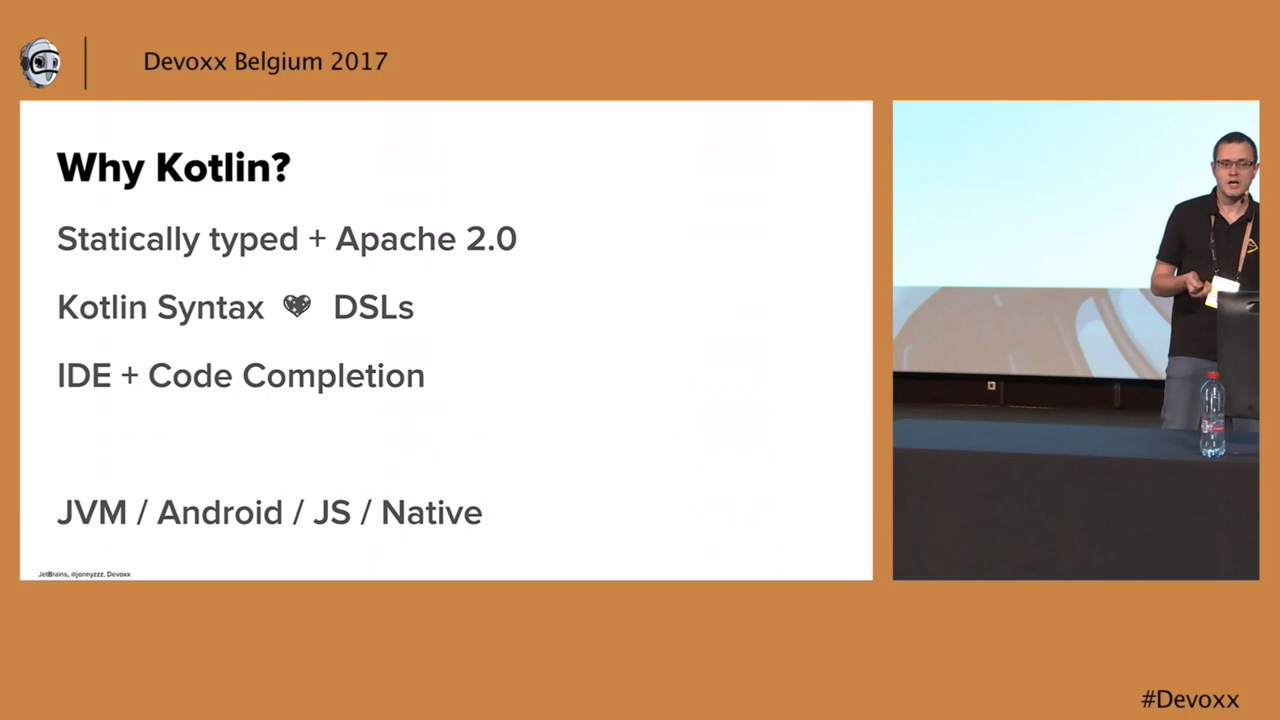 Devoxx Belgium 2017
Why Kotlin?
Statically typed + Apache 2.0
Kotlin Syntax DSLs
IDE + Code Completion
JVM / Android / JS / Native
JetBrains, @jonnyzzz, Devoxx
#Devoxx